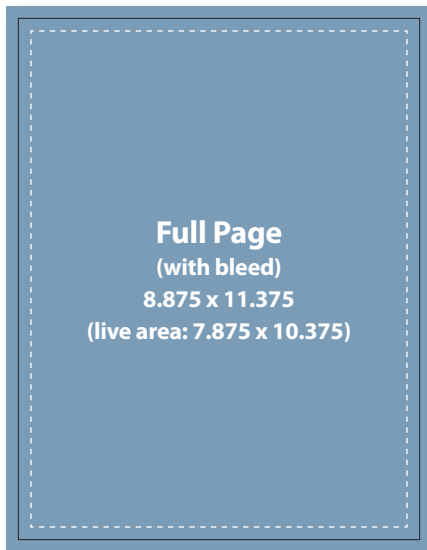 Full Page
(with bleed)
8.875 x 11.375
(live area: 7.875 x 10.375)